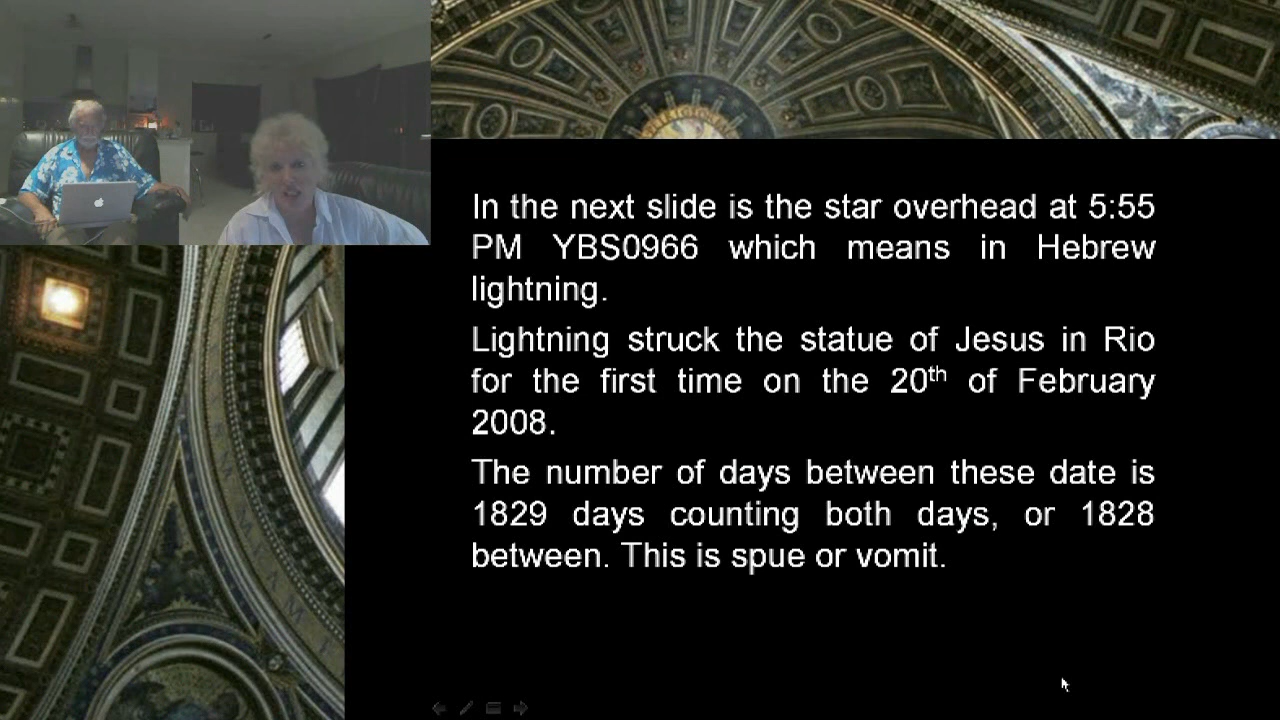 In the next slide is the star overhead at 5:55
PM YBS0966 which means in Hebrew
lightning.
Lightning struck the statue of Jesus in Rio
for the first time on the 20th of February
2008.
The number of days between these date is
1829 days counting both days, or 1828
between. This is spue or vomit.